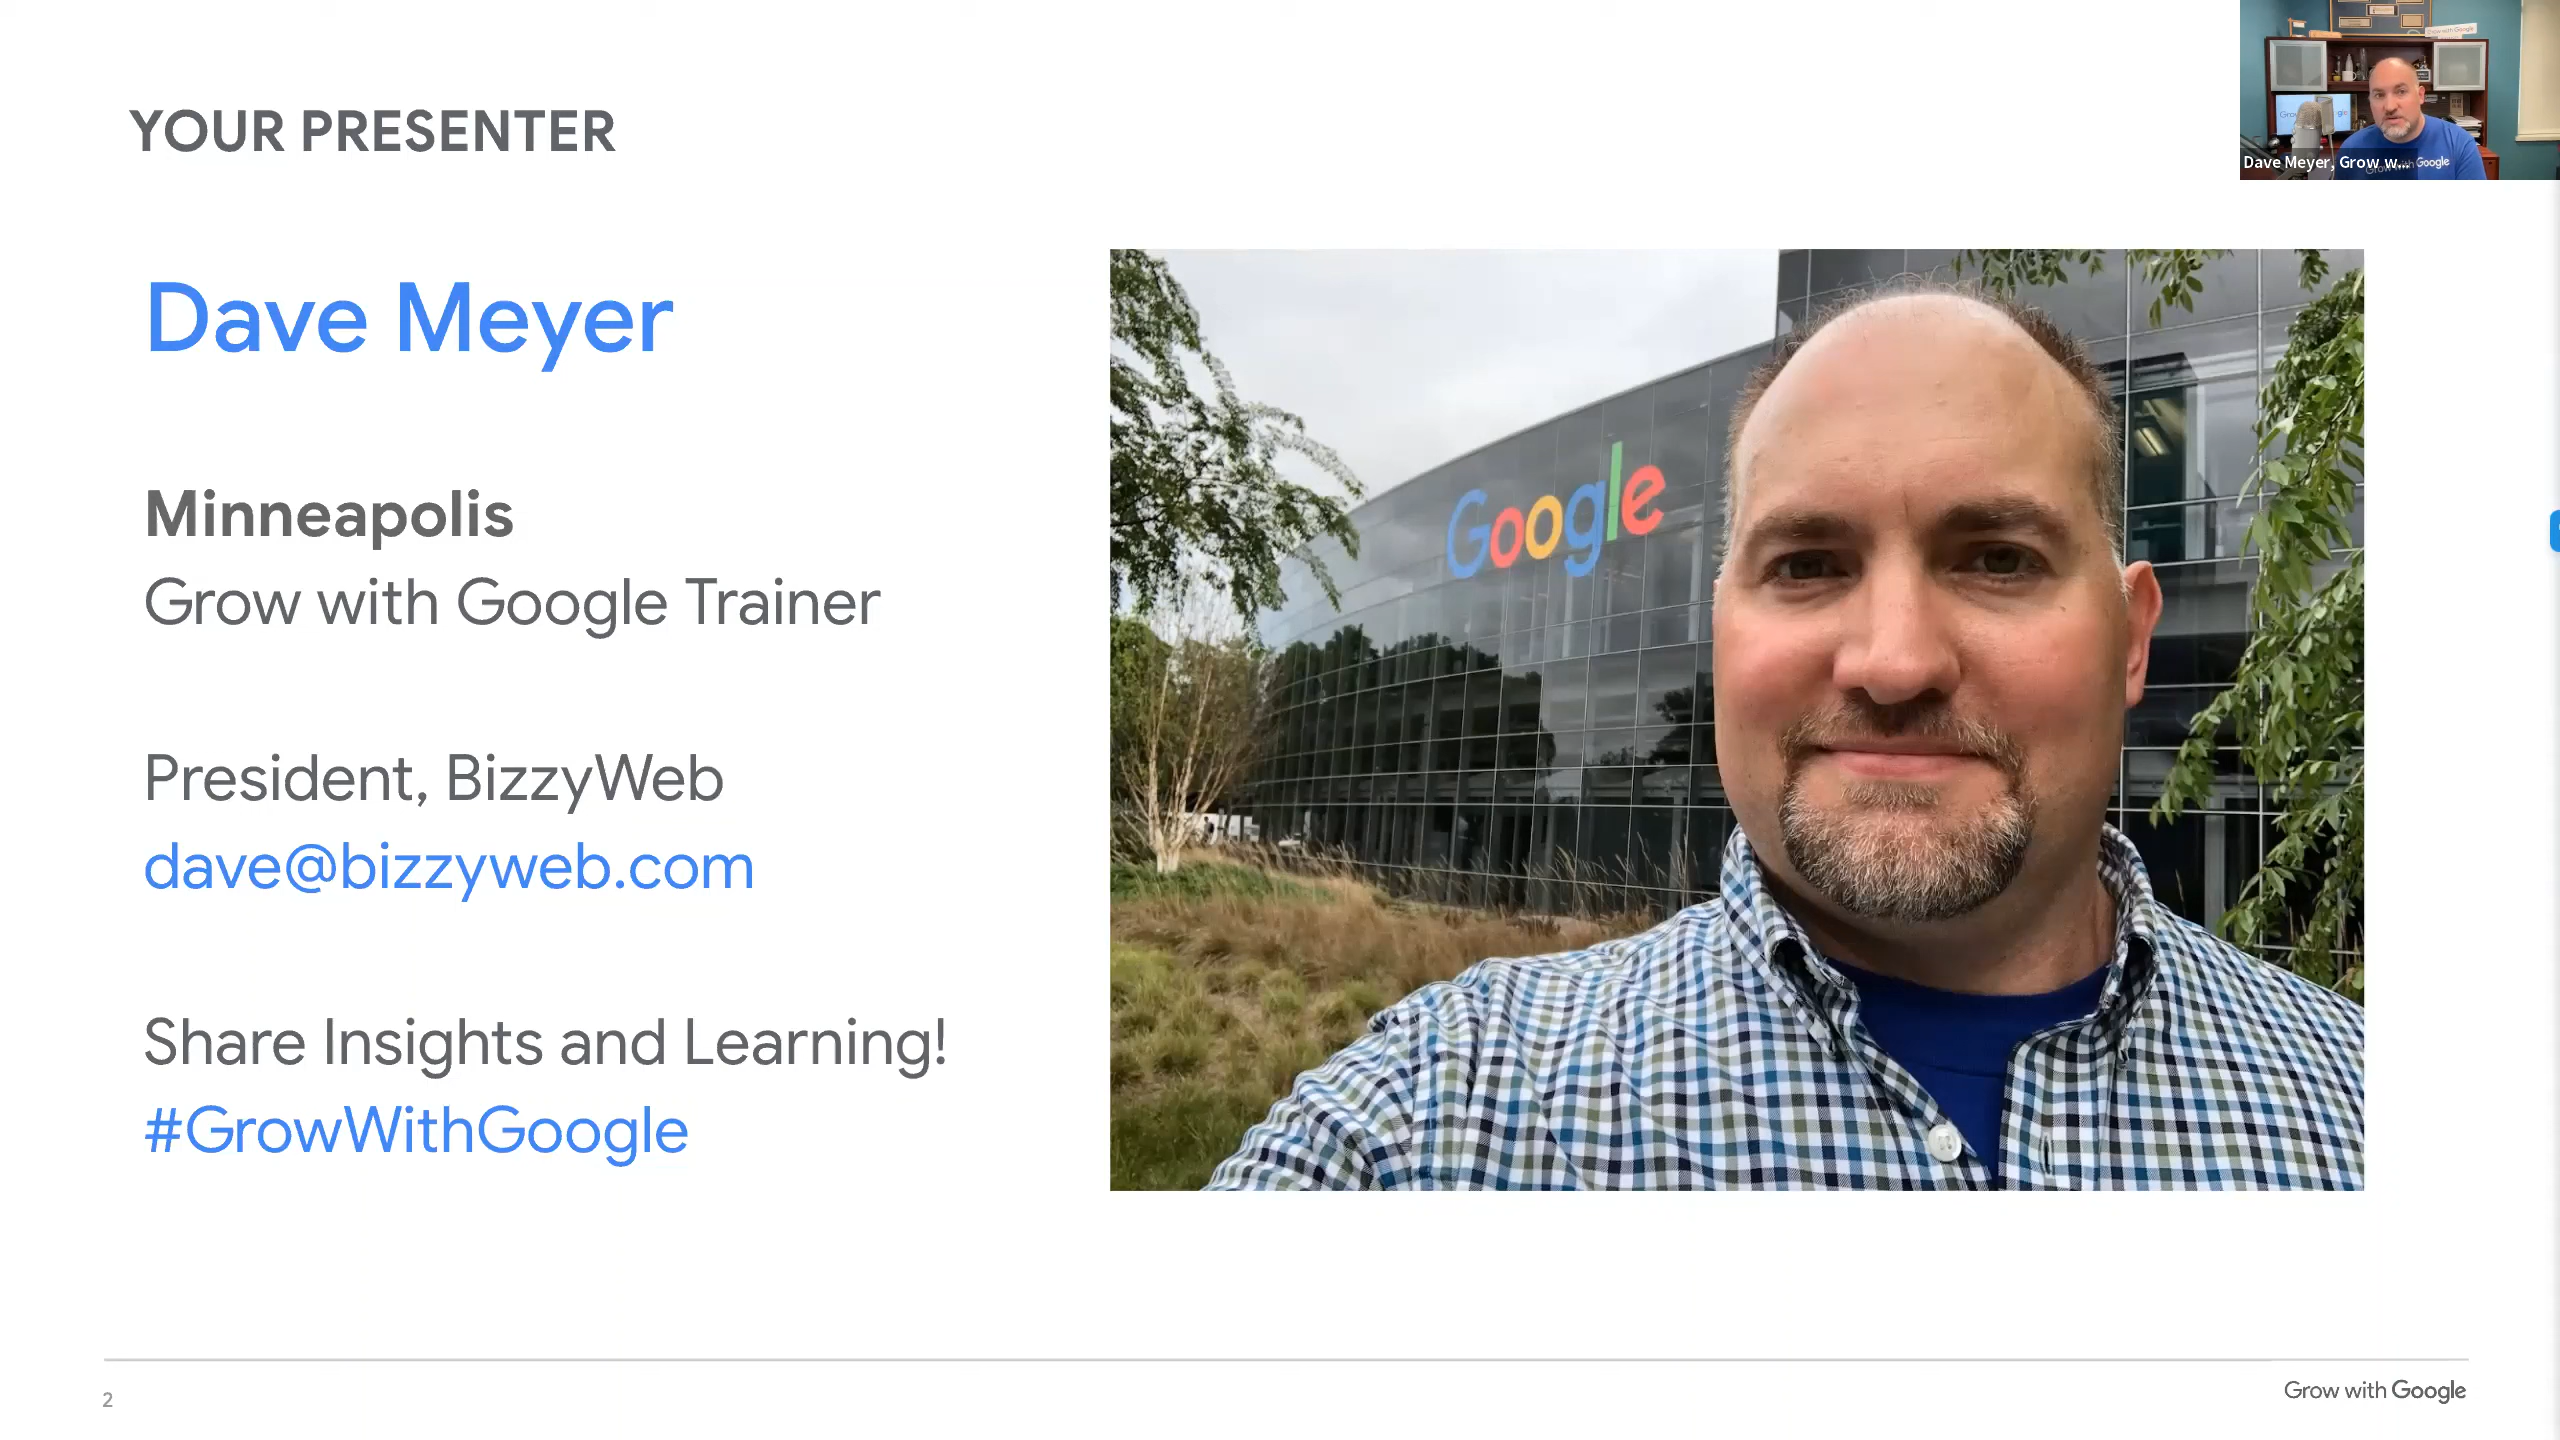 YOUR PRESENTER
Dave Meyer, Grow w...
Google
Dave Meyer
Minneapolis
Grow with Google Trainer
President, BizzyWeb
dave@bizzyweb.com
Share Insights and Learning!
#GrowWithGoogle
Google
2
Grow with Google